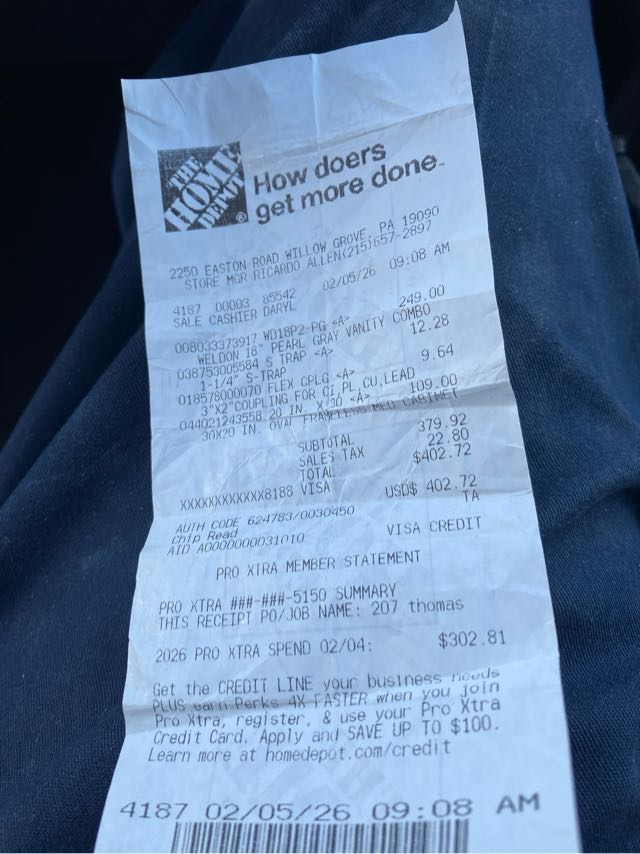 THE HOME DEPOT ®
How doers
get more done™
2250 EASTON ROAD WILLOW GROVE, PA 19090
STORE MGR RICARDO ALLEN(215)657-2897
4187 00003 85542 02/05/26 09:08 AM
SALE CASHIER DARYL
008033373917 WD18P2-PG <A> 249.00
WELDON 18" PEARL GRAY VANITY COMBO
038753005584 S TRAP <A> 12.28
1-1/4" S-TRAP
018578000070 FLEX CPLG <A> 9.64
3"X2"COUPLING FOR CI,PL,CU,LEAD
044021243558 20 IN. X 30 <A> 109.00
30X20 IN. OVAL FRAMELESS MED CABINET
SUBTOTAL 379.92
SALES TAX 22.80
TOTAL $402.72
XXXXXXXXXXXX8188 VISA
USD$ 402.72
AUTH CODE 624783/0030450 TA
Chip Read
AID A0000000031010 VISA CREDIT
PRO XTRA MEMBER STATEMENT
PRO XTRA ###-###-5150 SUMMARY
THIS RECEIPT PO/JOB NAME: 207 thomas
2026 PRO XTRA SPEND 02/04: $302.81
Get the CREDIT LINE your business needs
PLUS earn Perks 4X FASTER when you join
Pro Xtra, register, & use your Pro Xtra
Credit Card. Apply and SAVE UP TO $100.
Learn more at homedepot.com/credit
4187 02/05/26 09:08 AM